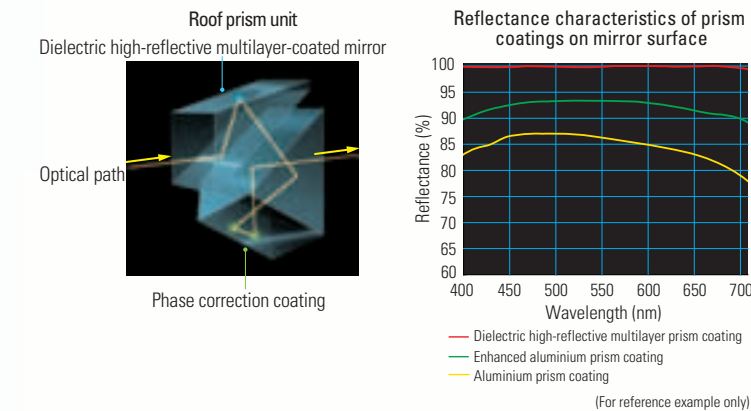 Roof prism unit
Dielectric high-reflective multilayer-coated mirror
Optical path
Phase correction coating
Reflectance characteristics of prism
coatings on mirror surface
Reflectance (%)
100
95
90
85
80
75
70
65
60
400 450 500 550 600 650 700
Wavelength (nm)
Dielectric high-reflective multilayer prism coating
Enhanced aluminium prism coating
Aluminium prism coating
(For reference example only)